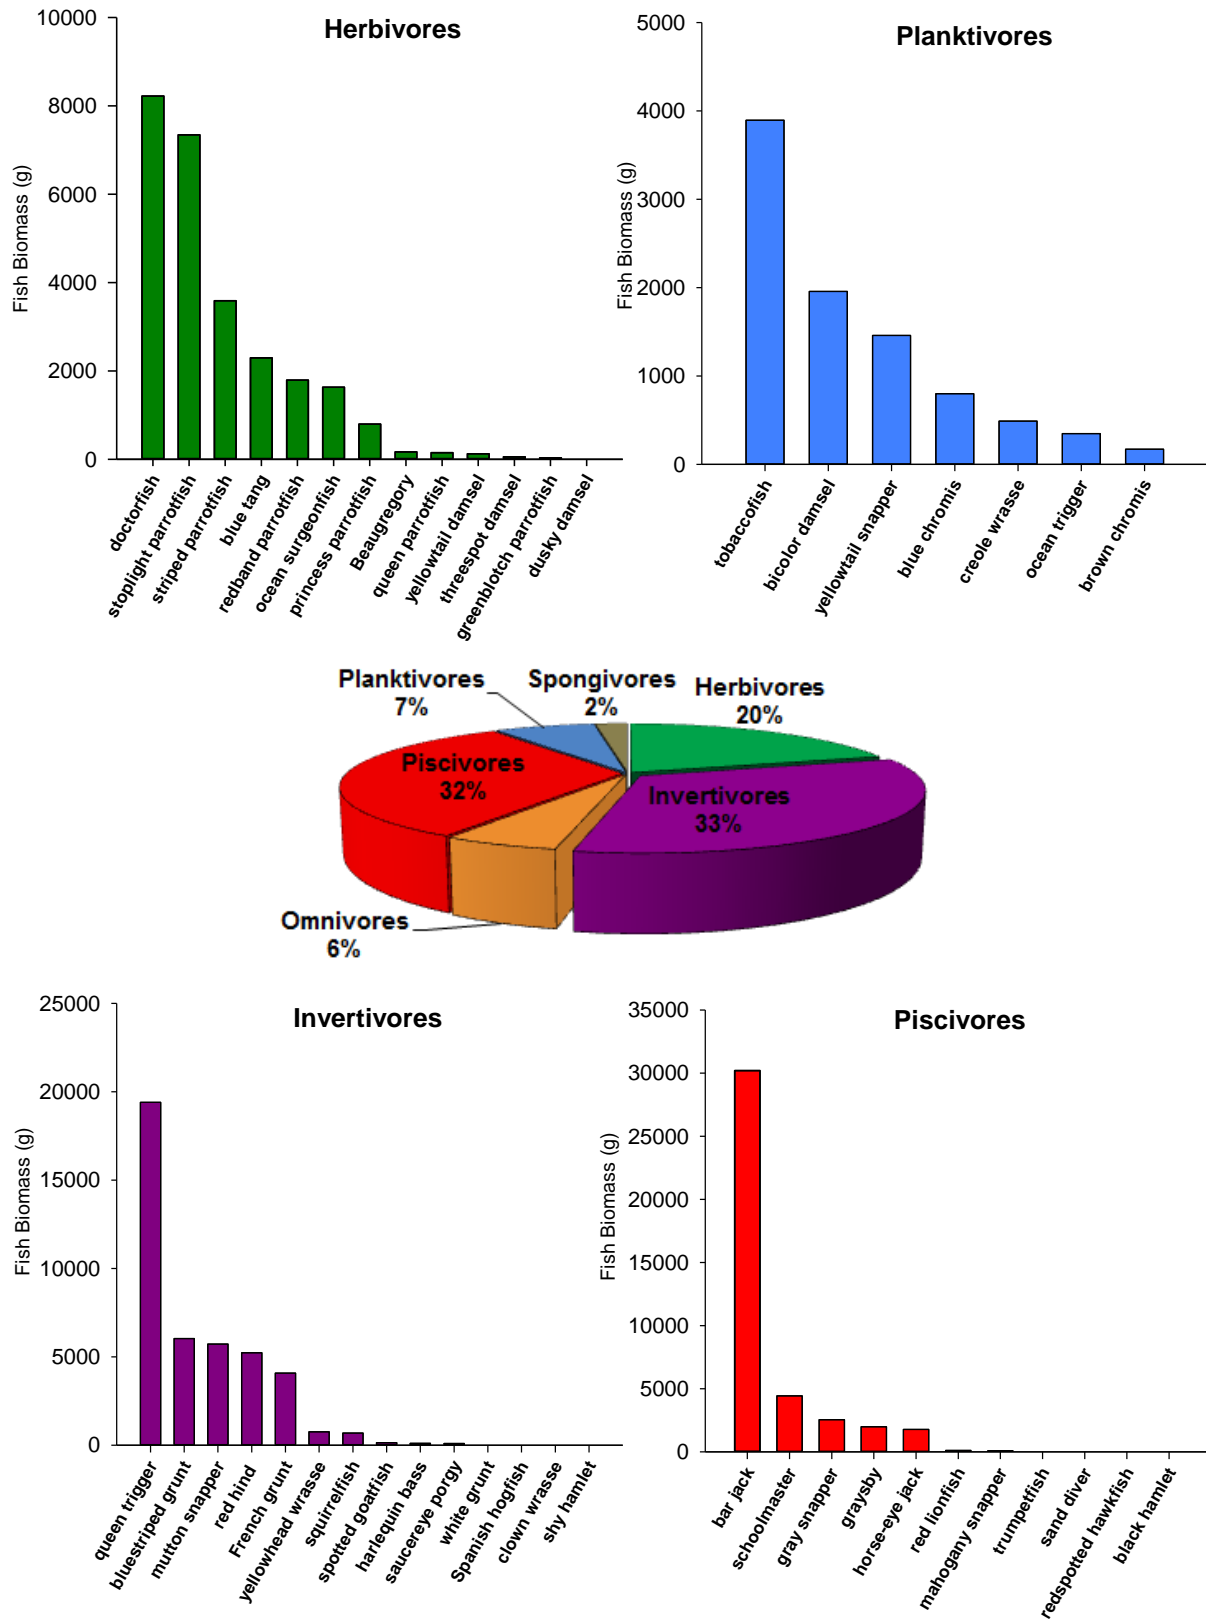 Herbivores
Fish Biomass (g)
10000
8000
6000
4000
2000
0
doctorfish
stoplight parrotfish
striped parrotfish
blue tang
redband parrotfish
ocean surgeonfish
princess parrotfish
Beaugregory
queen parrotfish
yellowtail damsel
threespot damsel
greenblotch parrotfish
dusky damsel
Planktivores
Fish Biomass (g)
5000
4000
3000
2000
1000
0
tobaccofish
bicolor damsel
yellowtail snapper
blue chromis
creole wrasse
ocean trigger
brown chromis
Planktivores
7%
Spongivores
2%
Herbivores
20%
Piscivores
32%
Invertivores
33%
Omnivores
6%
Invertivores
Fish Biomass (g)
25000
20000
15000
10000
5000
0
queen trigger
bluestriped grunt
mutton snapper
red hind
French grunt
yellowhead wrasse
squirrelfish
spotted goatfish
harlequin bass
saucereye porgy
white grunt
Spanish hogfish
clown wrasse
shy hamlet
Piscivores
Fish Biomass (g)
35000
30000
25000
20000
15000
10000
5000
0
bar jack
schoolmaster
gray snapper
graysby
horse-eye jack
red lionfish
mahogany snapper
trumpetfish
sand diver
redspotted hawkfish
black hamlet